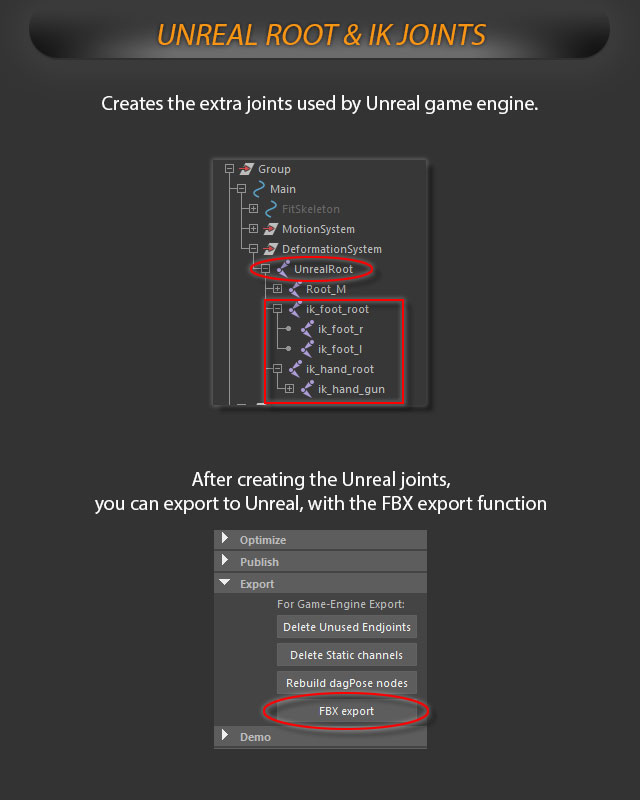 UNREAL ROOT & IK JOINTS
Creates the extra joints used by Unreal game engine.
Group
Main
FitSkeleton
MotionSystem
DeformationSystem
UnrealRoot
Root_M
ik_foot_root
ik_foot_r
ik_foot_l
ik_hand_root
ik_hand_gun
After creating the Unreal joints,
you can export to Unreal, with the FBX export function
Optimize
Publish
Export
For Game-Engine Export:
Delete Unused Endjoints
Delete Static channels
Rebuild dagPose nodes
FBX export
Demo